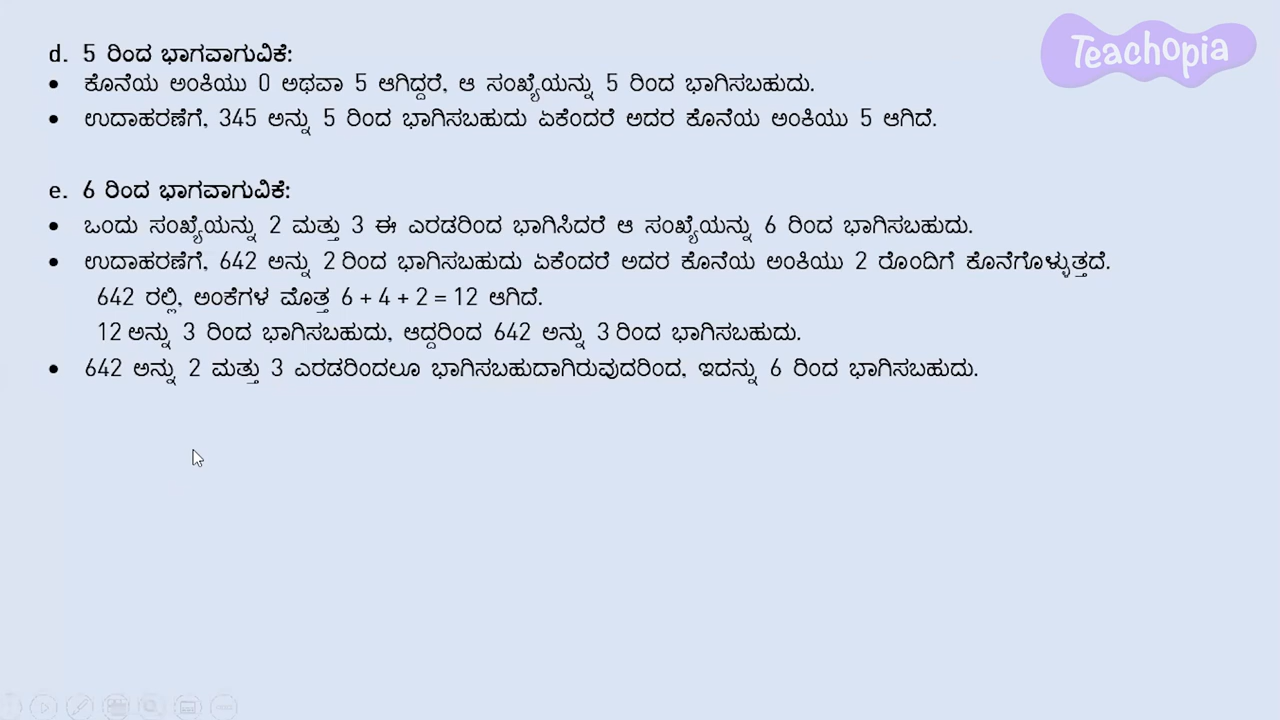 Teachopia
d. 5 ರಿಂದ ಭಾಗವಾಗುವಿಕೆ:
• ಕೊನೆಯ ಅಂಕಿಯು 0 ಅಥವಾ 5 ಆಗಿದ್ದರೆ, ಆ ಸಂಖ್ಯೆಯನ್ನು 5 ರಿಂದ ಭಾಗಿಸಬಹುದು.
• ಉದಾಹರಣೆಗೆ, 345 ಅನ್ನು 5 ರಿಂದ ಭಾಗಿಸಬಹುದು ಏಕೆಂದರೆ ಅದರ ಕೊನೆಯ ಅಂಕಿಯು 5 ಆಗಿದೆ.
e. 6 ರಿಂದ ಭಾಗವಾಗುವಿಕೆ:
• ಒಂದು ಸಂಖ್ಯೆಯನ್ನು 2 ಮತ್ತು 3 ಈ ಎರಡರಿಂದ ಭಾಗಿಸಿದರೆ ಆ ಸಂಖ್ಯೆಯನ್ನು 6 ರಿಂದ ಭಾಗಿಸಬಹುದು.
• ಉದಾಹರಣೆಗೆ, 642 ಅನ್ನು 2 ರಿಂದ ಭಾಗಿಸಬಹುದು ಏಕೆಂದರೆ ಅದರ ಕೊನೆಯ ಅಂಕಿಯು 2 ರೊಂದಿಗೆ ಕೊನೆಗೊಳ್ಳುತ್ತದೆ.
642 ರಲ್ಲಿ, ಅಂಕೆಗಳ ಮೊತ್ತ 6 + 4 + 2 = 12 ಆಗಿದೆ.
12 ಅನ್ನು 3 ರಿಂದ ಭಾಗಿಸಬಹುದು, ಆದ್ದರಿಂದ 642 ಅನ್ನು 3 ರಿಂದ ಭಾಗಿಸಬಹುದು.
• 642 ಅನ್ನು 2 ಮತ್ತು 3 ಎರಡರಿಂದಲೂ ಭಾಗಿಸಬಹುದಾಗಿರುವುದರಿಂದ, ಇದನ್ನು 6 ರಿಂದ ಭಾಗಿಸಬಹುದು.